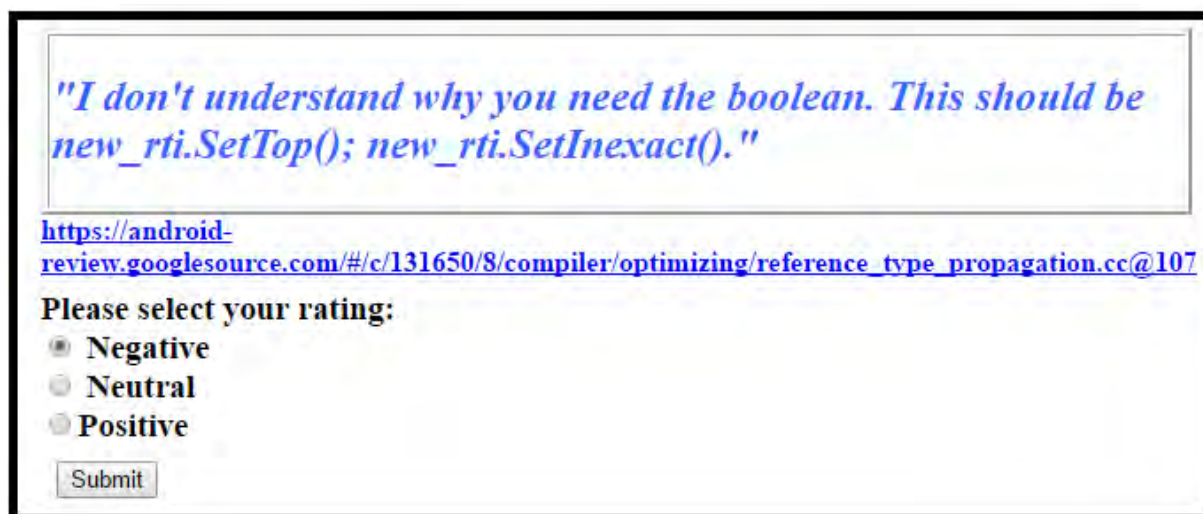 "I don't understand why you need the boolean. This should be
new_rti.SetTop(); new_rti.SetInexact()."
https://android-
review.googlesource.com/#/c/131650/8/compiler/optimizing/reference_type_propagation.cc@107
Please select your rating:
Negative
Neutral
Positive
Submit